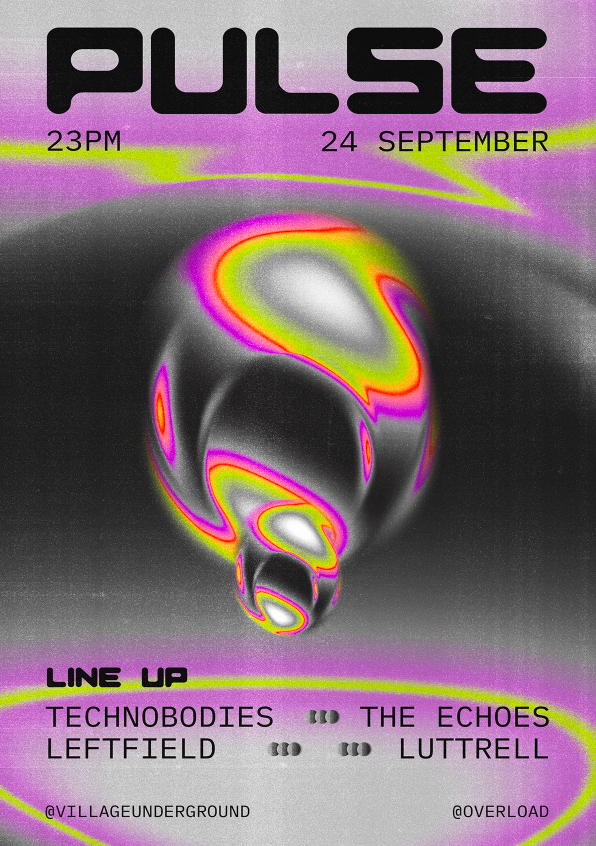 PULSE
23PM 24 SEPTEMBER
LINE UP
TECHNOBODIES THE ECHOES
LEFTFIELD LUTTRELL
@VILLAGEUNDERGROUND @OVERLOAD